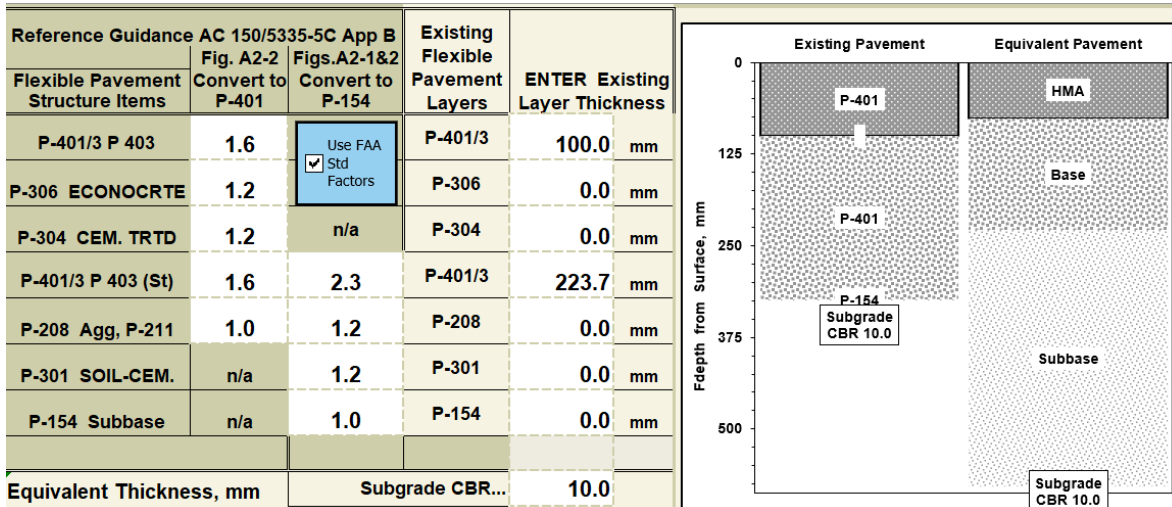 Reference Guidance AC 150/5335-5C App B
Fig. A2-2 Figs.A2-1&2
Flexible Pavement Convert to Convert to
Structure Items P-401 P-154
Existing
Flexible
Pavement
Layers
ENTER Existing
Layer Thickness
P-401/3 P 403 1.6 P-401/3 100.0 mm
Use FAA
Std
Factors
P-306 ECONOCRTE 1.2 P-306 0.0 mm
P-304 CEM. TRTD 1.2 n/a P-304 0.0 mm
P-401/3 P 403 (St) 1.6 2.3 P-401/3 223.7 mm
P-208 Agg, P-211 1.0 1.2 P-208 0.0 mm
P-301 SOIL-CEM. n/a 1.2 P-301 0.0 mm
P-154 Subbase n/a 1.0 P-154 0.0 mm
Equivalent Thickness, mm Subgrade CBR... 10.0
Existing Pavement Equivalent Pavement
Fdepth from Surface, mm
0
125
250
375
500
P-401
P-401
P-154
Subgrade
CBR 10.0
HMA
Base
Subbase
Subgrade
CBR 10.0